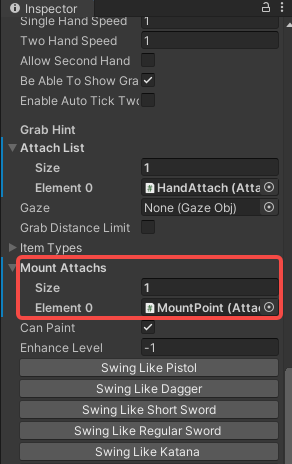 Inspector
Single Hand Speed 1
Two Hand Speed 1
Allow Second Hand
Be Able To Show Gra
Enable Auto Tick Two
Grab Hint
Attach List
Size 1
Element 0 # HandAttach (Atta
Gaze None (Gaze Obj)
Grab Distance Limit
Item Types
Mount Attachs
Size 1
Element 0 # MountPoint (Attac
Can Paint
Enhance Level -1
Swing Like Pistol
Swing Like Dagger
Swing Like Short Sword
Swing Like Regular Sword
Swing Like Katana